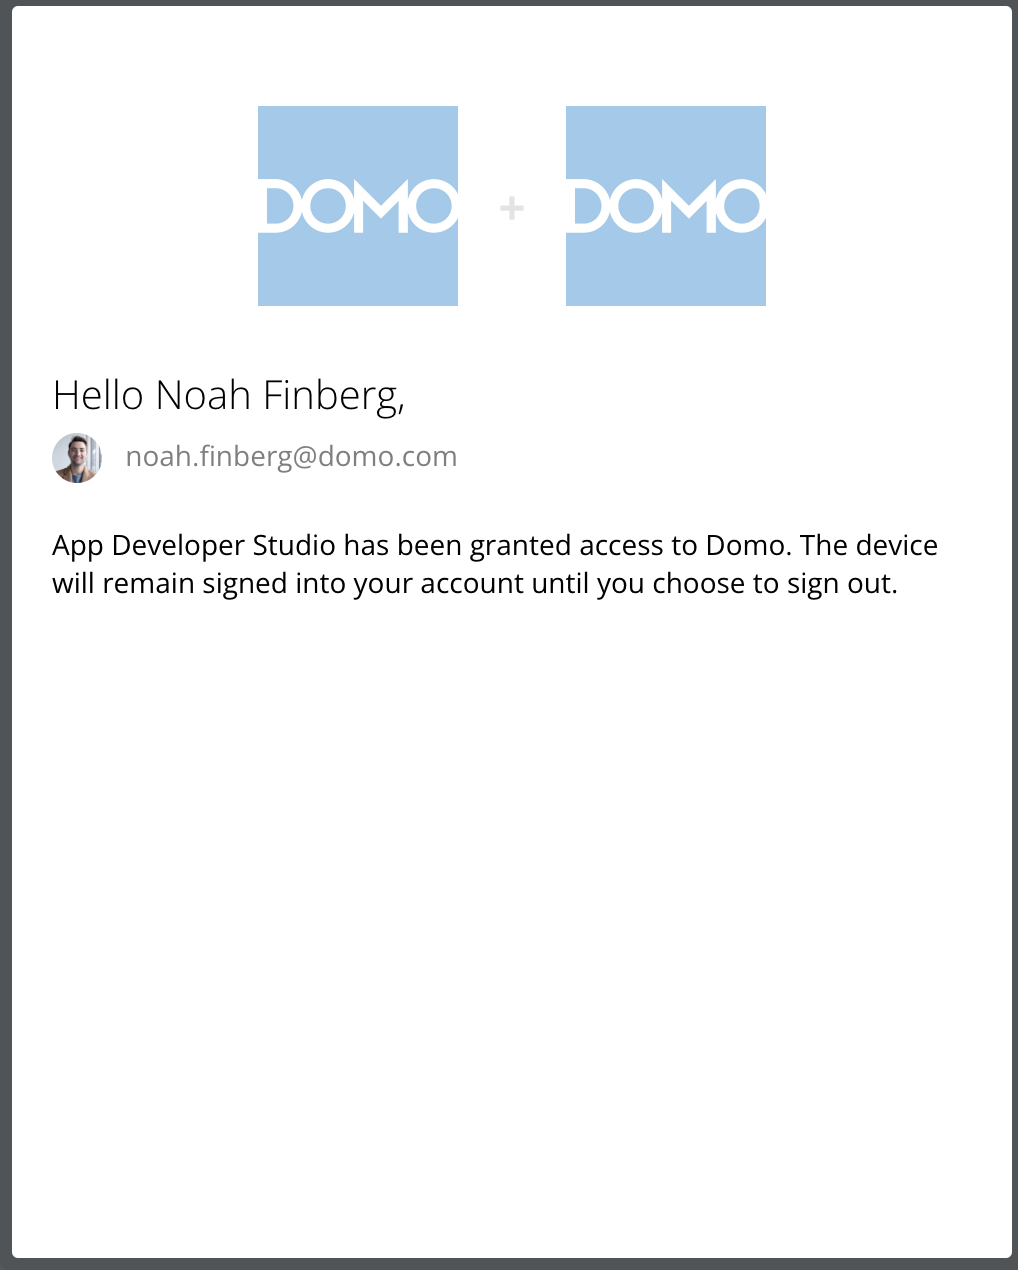 DOMO + DOMO
Hello Noah Finberg,
noah.finberg@domo.com
App Developer Studio has been granted access to Domo. The device
will remain signed into your account until you choose to sign out.